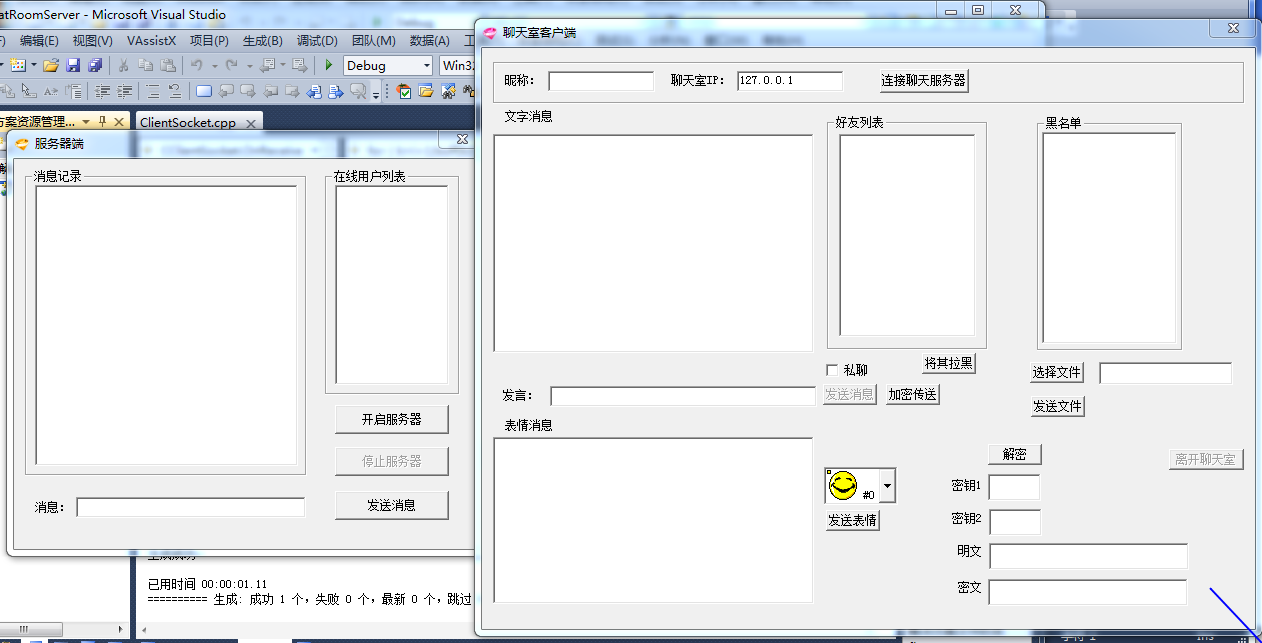 atRoomServer - Microsoft Visual Studio
编辑(E) 视图(V) VAssistX 项目(P) 生成(B) 调试(D) 团队(M) 数据(A)
Debug
方案资源管理...
ClientSocket.cpp
服务器端
消息记录
在线用户列表
开启服务器
停止服务器
消息:
发送消息
已用时间 00:00:01.11
========== 生成: 成功 1 个, 失败 0 个, 最新 0 个, 跳过
聊天室客户端
昵称:
聊天室IP:
127.0.0.1
连接聊天服务器
文字消息
好友列表
黑名单
私聊
将其拉黑
选择文件
发言:
发送消息
加密传送
发送文件
表情消息
解密
离开聊天室
#0
密钥1
发送表情
密钥2
明文
密文